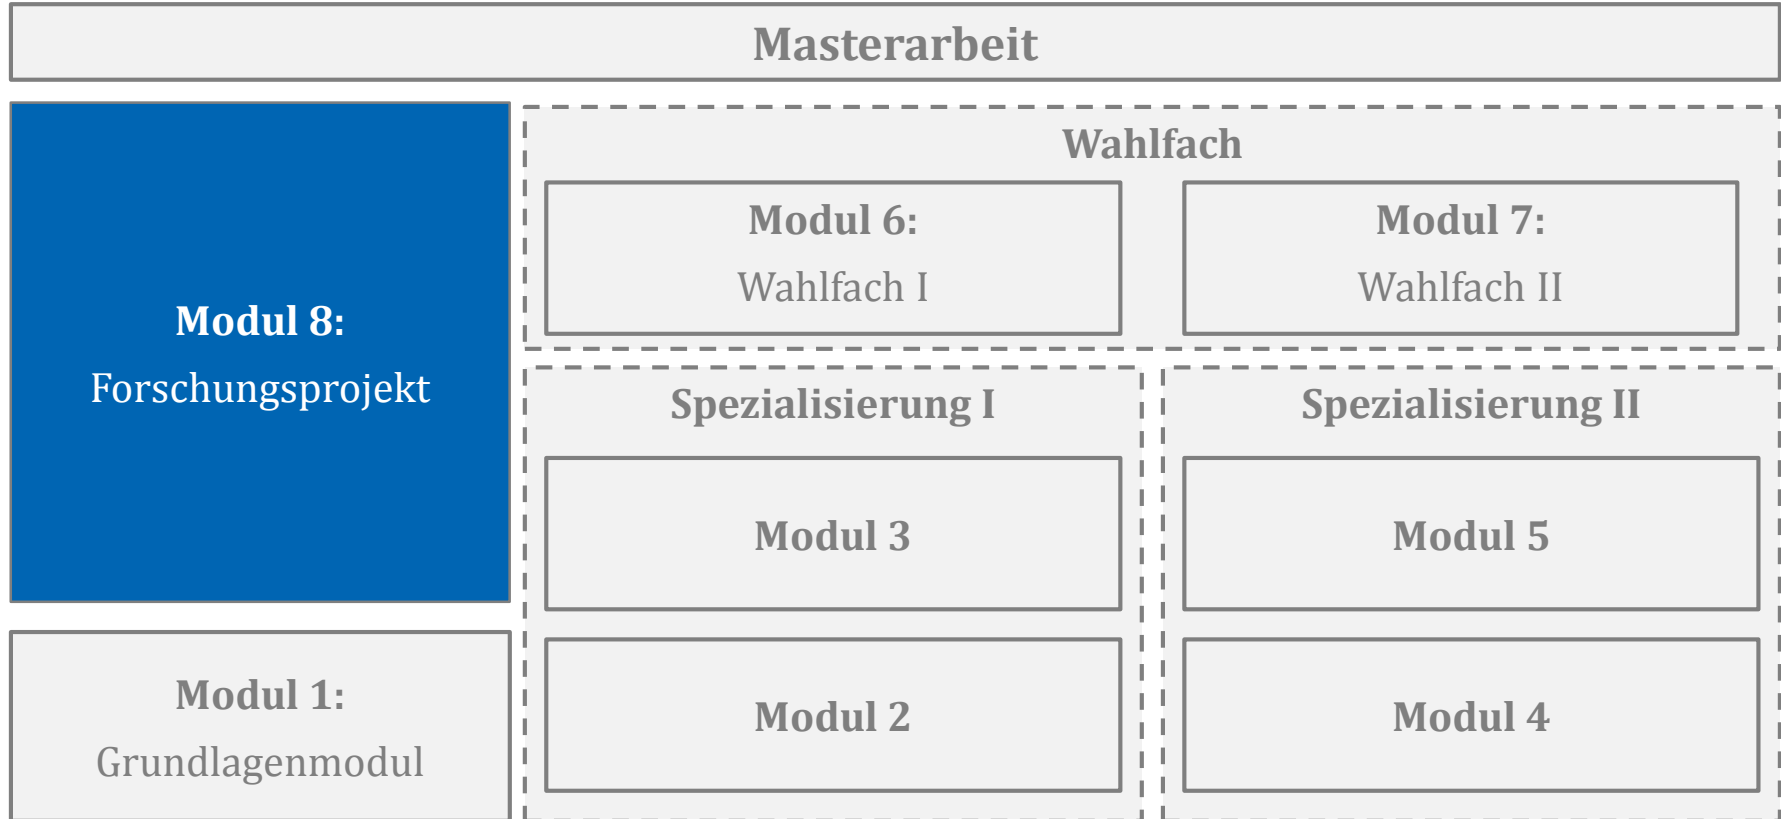 Masterarbeit
Modul 8:
Forschungsprojekt
Wahlfach
Modul 6:
Wahlfach I
Modul 7:
Wahlfach II
Spezialisierung I
Modul 3
Modul 2
Spezialisierung II
Modul 5
Modul 4
Modul 1:
Grundlagenmodul